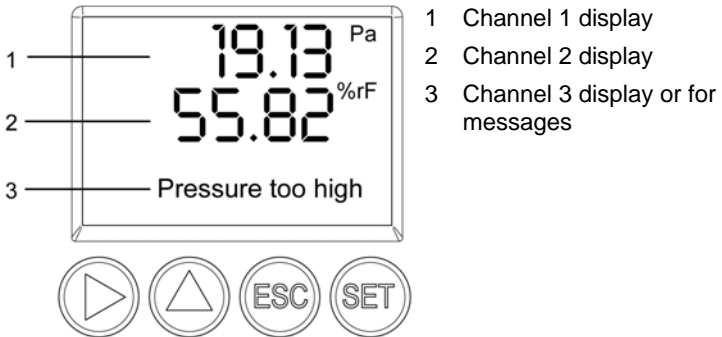 19.13 Pa
55.82 %rF
Pressure too high
1
2
3
ESC SET
1 Channel 1 display
2 Channel 2 display
3 Channel 3 display or for
messages